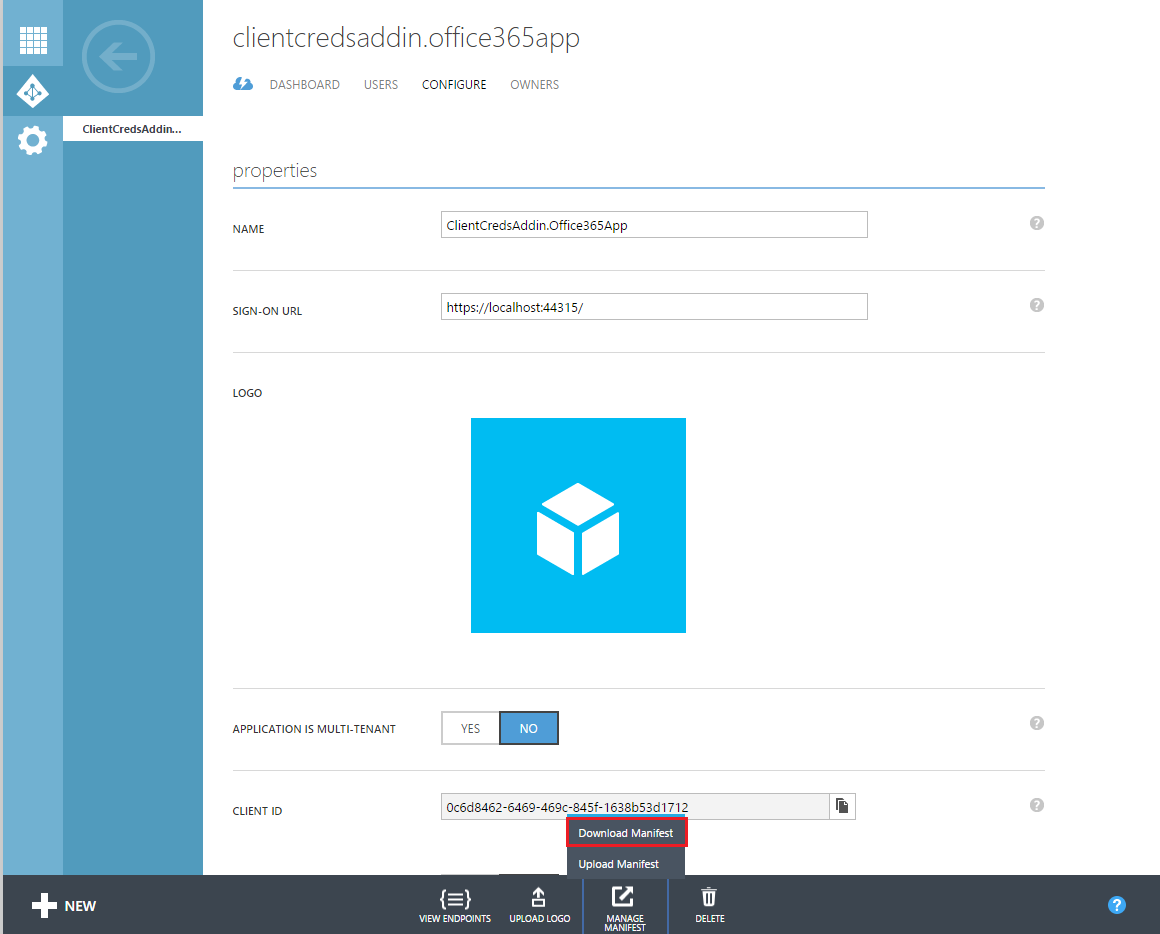 clientcredsaddin.office365app
DASHBOARD USERS CONFIGURE OWNERS
ClientCredsAddin...
properties
NAME ClientCredsAddin.Office365App ?
SIGN-ON URL https://localhost:44315/ ?
LOGO
APPLICATION IS MULTI-TENANT YES NO ?
CLIENT ID 0c6d8462-6469-469c-845f-1638b53d1712 ?
Download Manifest
Upload Manifest
NEW
VIEW ENDPOINTS
UPLOAD LOGO
MANAGE
MANIFEST
DELETE
?